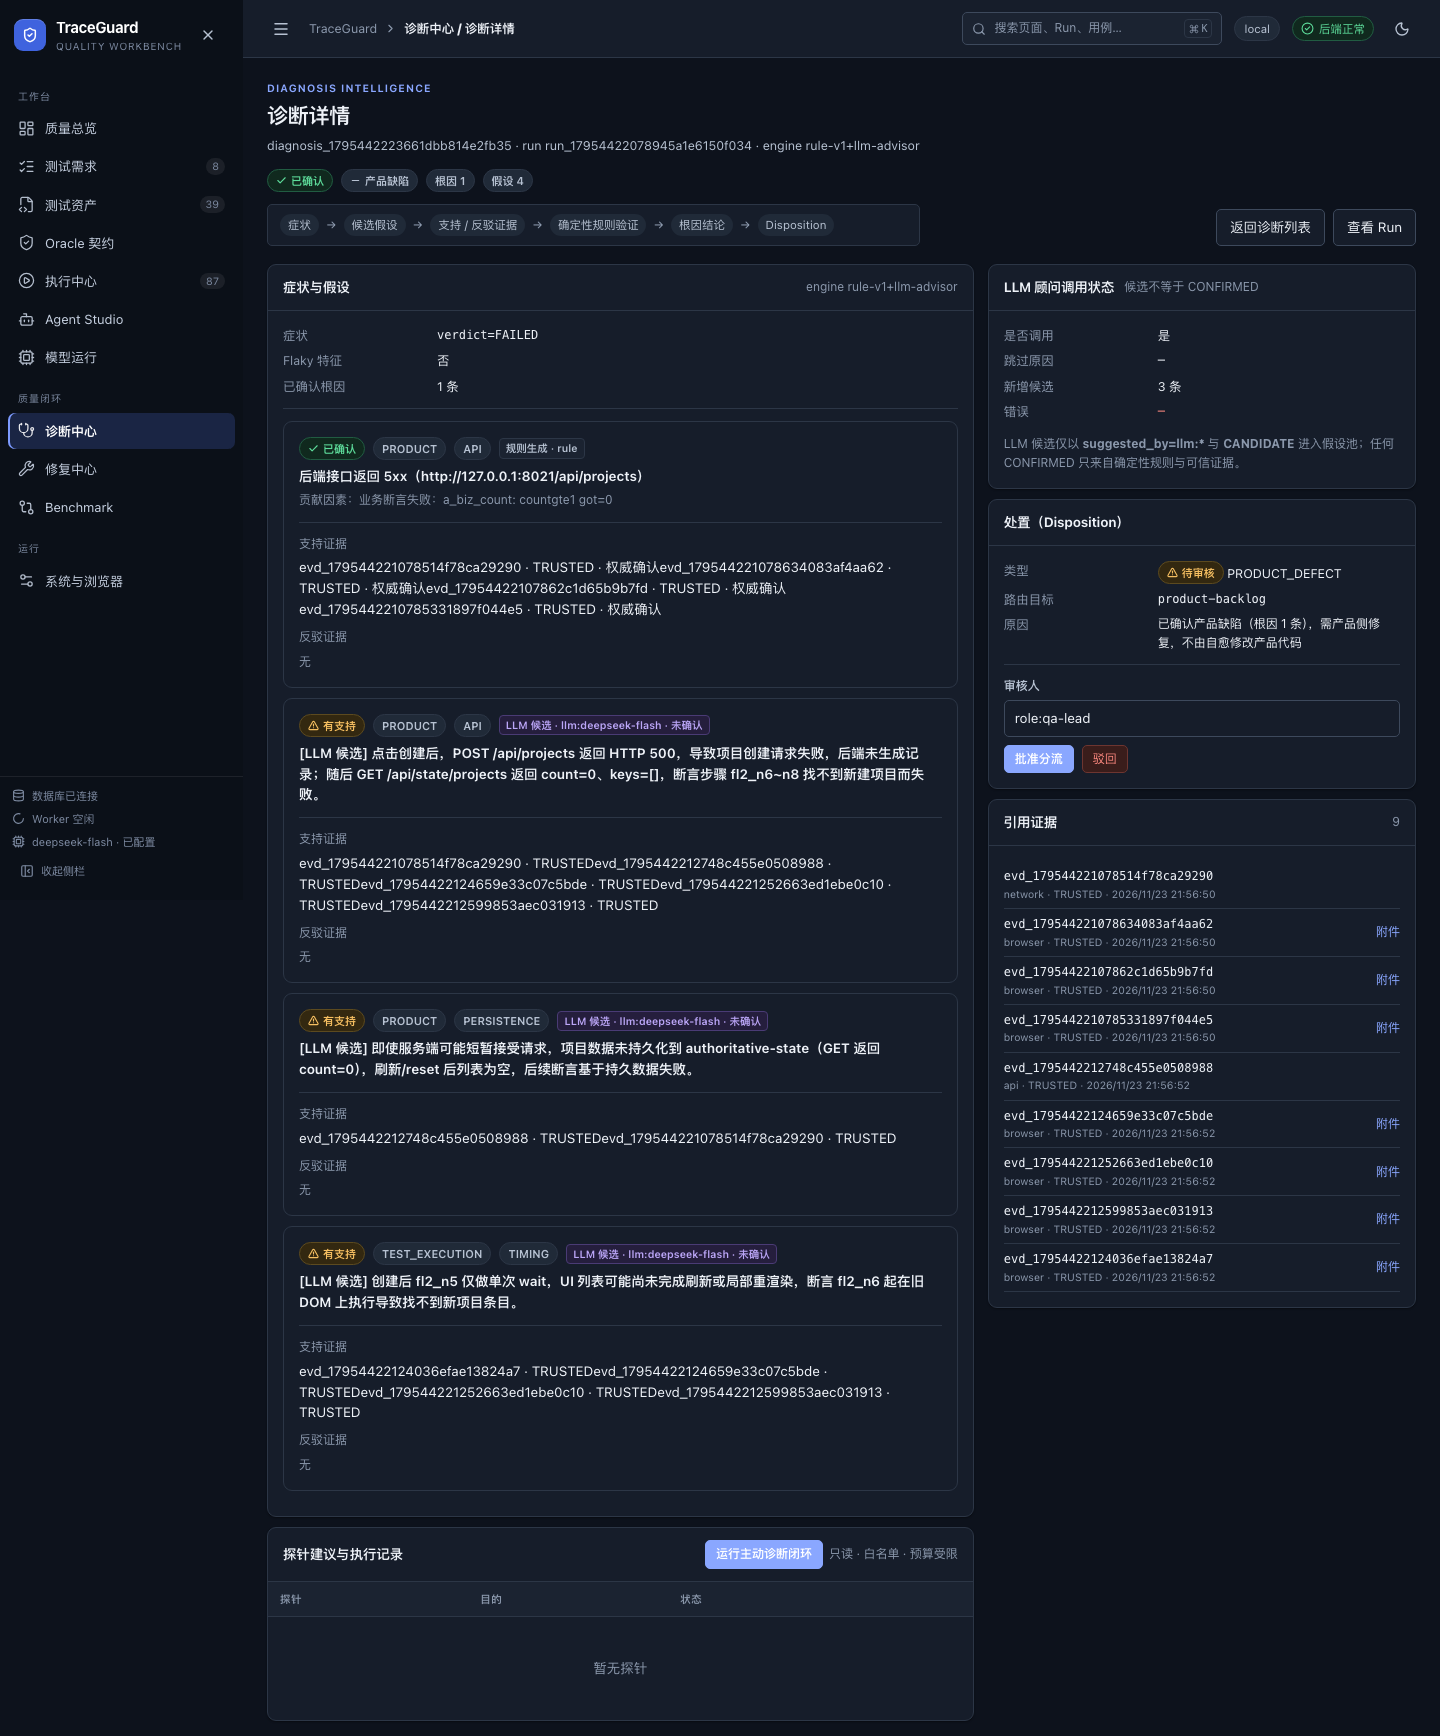 TraceGuard
QUALITY WORKBENCH
工作台
质量总览
测试需求 8
测试资产 39
Oracle 契约
执行中心 87
Agent Studio
模型运行
质量闭环
诊断中心
修复中心
Benchmark
运行
系统与浏览器
数据库已连接
Worker 空闲
deepseek-flash · 已配置
收起侧栏
TraceGuard > 诊断中心 / 诊断详情
搜索页面、Run、用例... ⌘ K
local
后端正常
DIAGNOSIS INTELLIGENCE
诊断详情
diagnosis_1795442223661dbb814e2fb35 · run run_17954422078945a1e6150f034 · engine rule-v1+llm-advisor
已确认 — 产品缺陷 根因 1 假设 4
症状 → 候选假设 → 支持 / 反驳证据 → 确定性规则验证 → 根因结论 → Disposition
返回诊断列表 查看 Run
症状与假设 engine rule-v1+llm-advisor
症状 verdict=FAILED
Flaky 特征 否
已确认根因 1 条
已确认 PRODUCT API 规则生成 · rule
后端接口返回 5xx（http://127.0.0.1:8021/api/projects）
贡献因素：业务断言失败：a_biz_count: countgte1 got=0
支持证据
evd_179544221078514f78ca29290 · TRUSTED · 权威确认evd_179544221078634083af4aa62 ·
TRUSTED · 权威确认evd_17954422107862c1d65b9b7fd · TRUSTED · 权威确认
evd_1795442210785331897f044e5 · TRUSTED · 权威确认
反驳证据
无
有支持 PRODUCT API LLM 候选 · llm:deepseek-flash · 未确认
[LLM 候选] 点击创建后，POST /api/projects 返回 HTTP 500，导致项目创建请求失败，后端未生成记
录；随后 GET /api/state/projects 返回 count=0、keys=[]，断言步骤 fl2_n6~n8 找不到新建项目而失
败。
支持证据
evd_179544221078514f78ca29290 · TRUSTEDevd_1795442212748c455e0508988 ·
TRUSTEDevd_17954422124659e33c07c5bde · TRUSTEDevd_179544221252663ed1ebe0c10 ·
TRUSTEDevd_1795442212599853aec031913 · TRUSTED
反驳证据
无
有支持 PRODUCT PERSISTENCE LLM 候选 · llm:deepseek-flash · 未确认
[LLM 候选] 即使服务端可能短暂接受请求，项目数据未持久化到 authoritative-state（GET 返回
count=0），刷新/reset 后列表为空，后续断言基于持久数据失败。
支持证据
evd_1795442212748c455e0508988 · TRUSTEDevd_179544221078514f78ca29290 · TRUSTED
反驳证据
无
有支持 TEST_EXECUTION TIMING LLM 候选 · llm:deepseek-flash · 未确认
[LLM 候选] 创建后 fl2_n5 仅做单次 wait，UI 列表可能尚未完成刷新或局部重渲染，断言 fl2_n6 起在旧
DOM 上执行导致找不到新项目条目。
支持证据
evd_17954422124036efae13824a7 · TRUSTEDevd_17954422124659e33c07c5bde ·
TRUSTEDevd_179544221252663ed1ebe0c10 · TRUSTEDevd_1795442212599853aec031913 ·
TRUSTED
反驳证据
无
探针建议与执行记录 运行主动诊断闭环 只读 · 白名单 · 预算受限
探针 目的 状态
暂无探针
LLM 顾问调用状态 候选不等于 CONFIRMED
是否调用 是
跳过原因 —
新增候选 3 条
错误 —
LLM 候选仅以 suggested_by=llm:* 与 CANDIDATE 进入假设池；任何
CONFIRMED 只来自确定性规则与可信证据。
处置（Disposition）
类型 待审核 PRODUCT_DEFECT
路由目标 product-backlog
原因 已确认产品缺陷（根因 1 条），需产品侧修
复，不由自愈修改产品代码
审核人
role:qa-lead
批准分流 驳回
引用证据 9
evd_179544221078514f78ca29290
network · TRUSTED · 2026/11/23 21:56:50
evd_179544221078634083af4aa62 附件
browser · TRUSTED · 2026/11/23 21:56:50
evd_17954422107862c1d65b9b7fd 附件
browser · TRUSTED · 2026/11/23 21:56:50
evd_1795442210785331897f044e5 附件
browser · TRUSTED · 2026/11/23 21:56:50
evd_1795442212748c455e0508988
api · TRUSTED · 2026/11/23 21:56:52
evd_17954422124659e33c07c5bde 附件
browser · TRUSTED · 2026/11/23 21:56:52
evd_179544221252663ed1ebe0c10 附件
browser · TRUSTED · 2026/11/23 21:56:52
evd_1795442212599853aec031913 附件
browser · TRUSTED · 2026/11/23 21:56:52
evd_17954422124036efae13824a7 附件
browser · TRUSTED · 2026/11/23 21:56:52